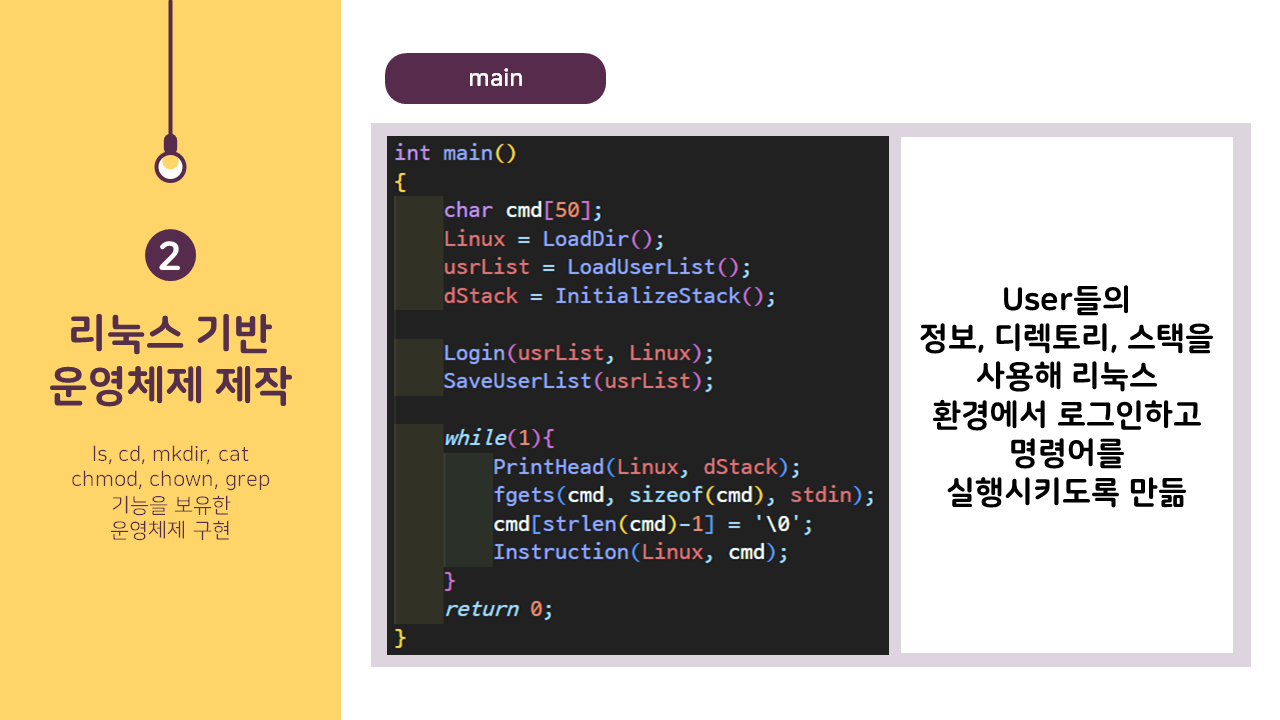 2
리눅스 기반
운영체제 제작
ls, cd, mkdir, cat
chmod, chown, grep
기능을 보유한
운영체제 구현
main
int main()
{
    char cmd[50];
    Linux = LoadDir();
    usrList = LoadUserList();
    dStack = InitializeStack();

    Login(usrList, Linux);
    SaveUserList(usrList);

    while(1){
        PrintHead(Linux, dStack);
        fgets(cmd, sizeof(cmd), stdin);
        cmd[strlen(cmd)-1] = '\0';
        Instruction(Linux, cmd);
    }
    return 0;
}
User들의
정보, 디렉토리, 스택을
사용해 리눅스
환경에서 로그인하고
명령어를
실행시키도록 만듦